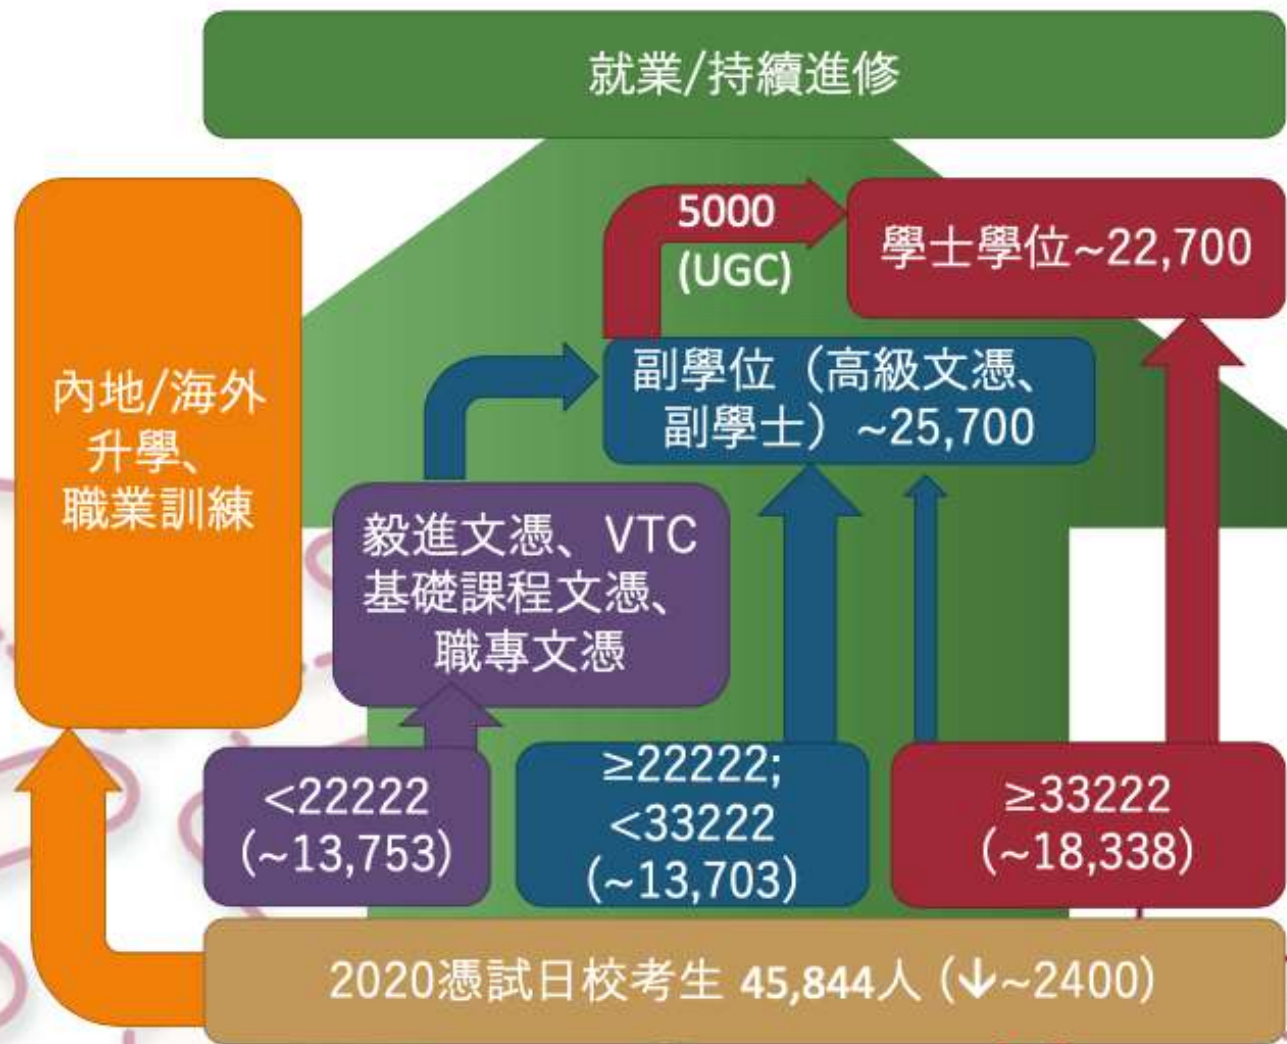 就業/持續進修
5000
(UGC)
學士學位~22,700
內地/海外
升學、
職業訓練
副學位（高級文憑、
副學士）~25,700
毅進文憑、VTC
基礎課程文憑、
職專文憑
<22222
(~13,753)
≥22222;
<33222
(~13,703)
≥33222
(~18,338)
2020憑試日校考生 45,844人 (↓~2400)